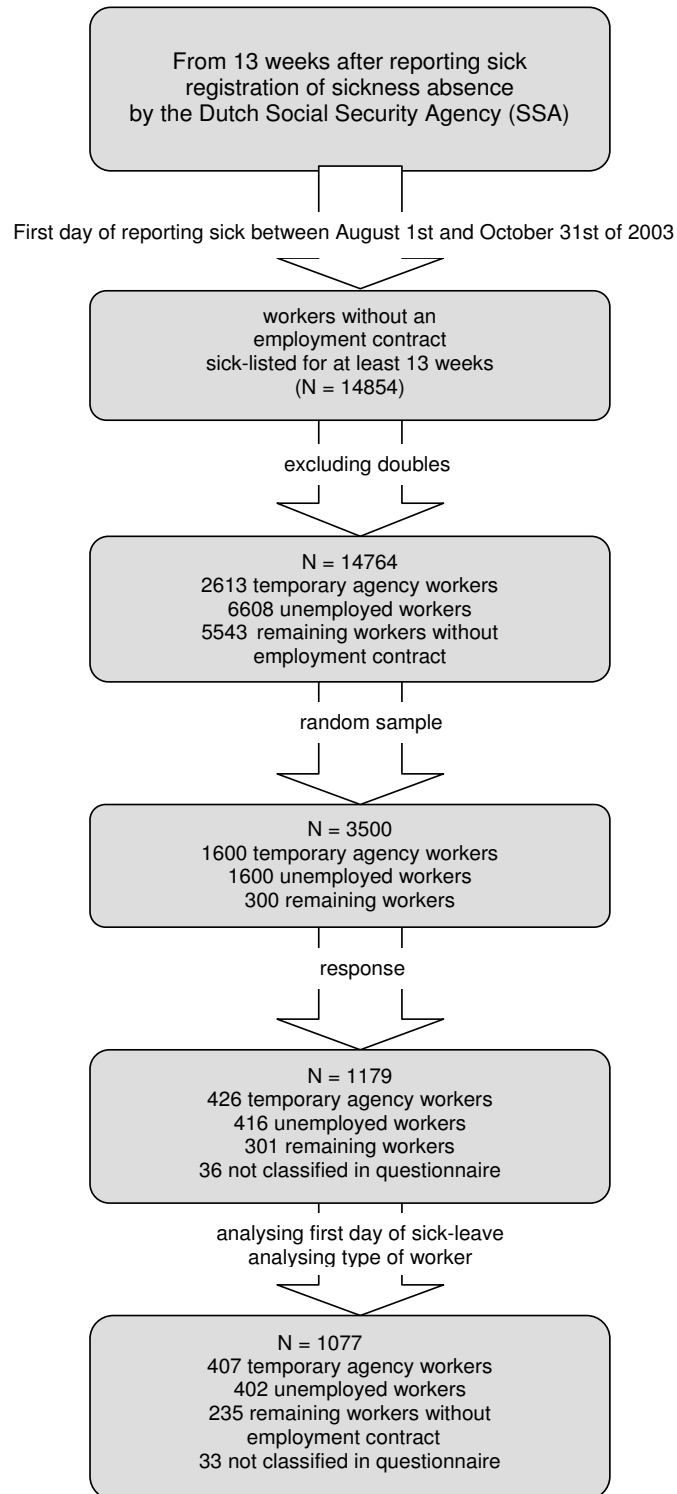 From 13 weeks after reporting sick
registration of sickness absence
by the Dutch Social Security Agency (SSA)
First day of reporting sick between August 1st and October 31st of 2003
workers without an
employment contract
sick-listed for at least 13 weeks
(N = 14854)
excluding doubles
N = 14764
2613 temporary agency workers
6608 unemployed workers
5543 remaining workers without
employment contract
random sample
N = 3500
1600 temporary agency workers
1600 unemployed workers
300 remaining workers
response
N = 1179
426 temporary agency workers
416 unemployed workers
301 remaining workers
36 not classified in questionnaire
analysing first day of sick-leave
analysing type of worker
N = 1077
407 temporary agency workers
402 unemployed workers
235 remaining workers without
employment contract
33 not classified in questionnaire